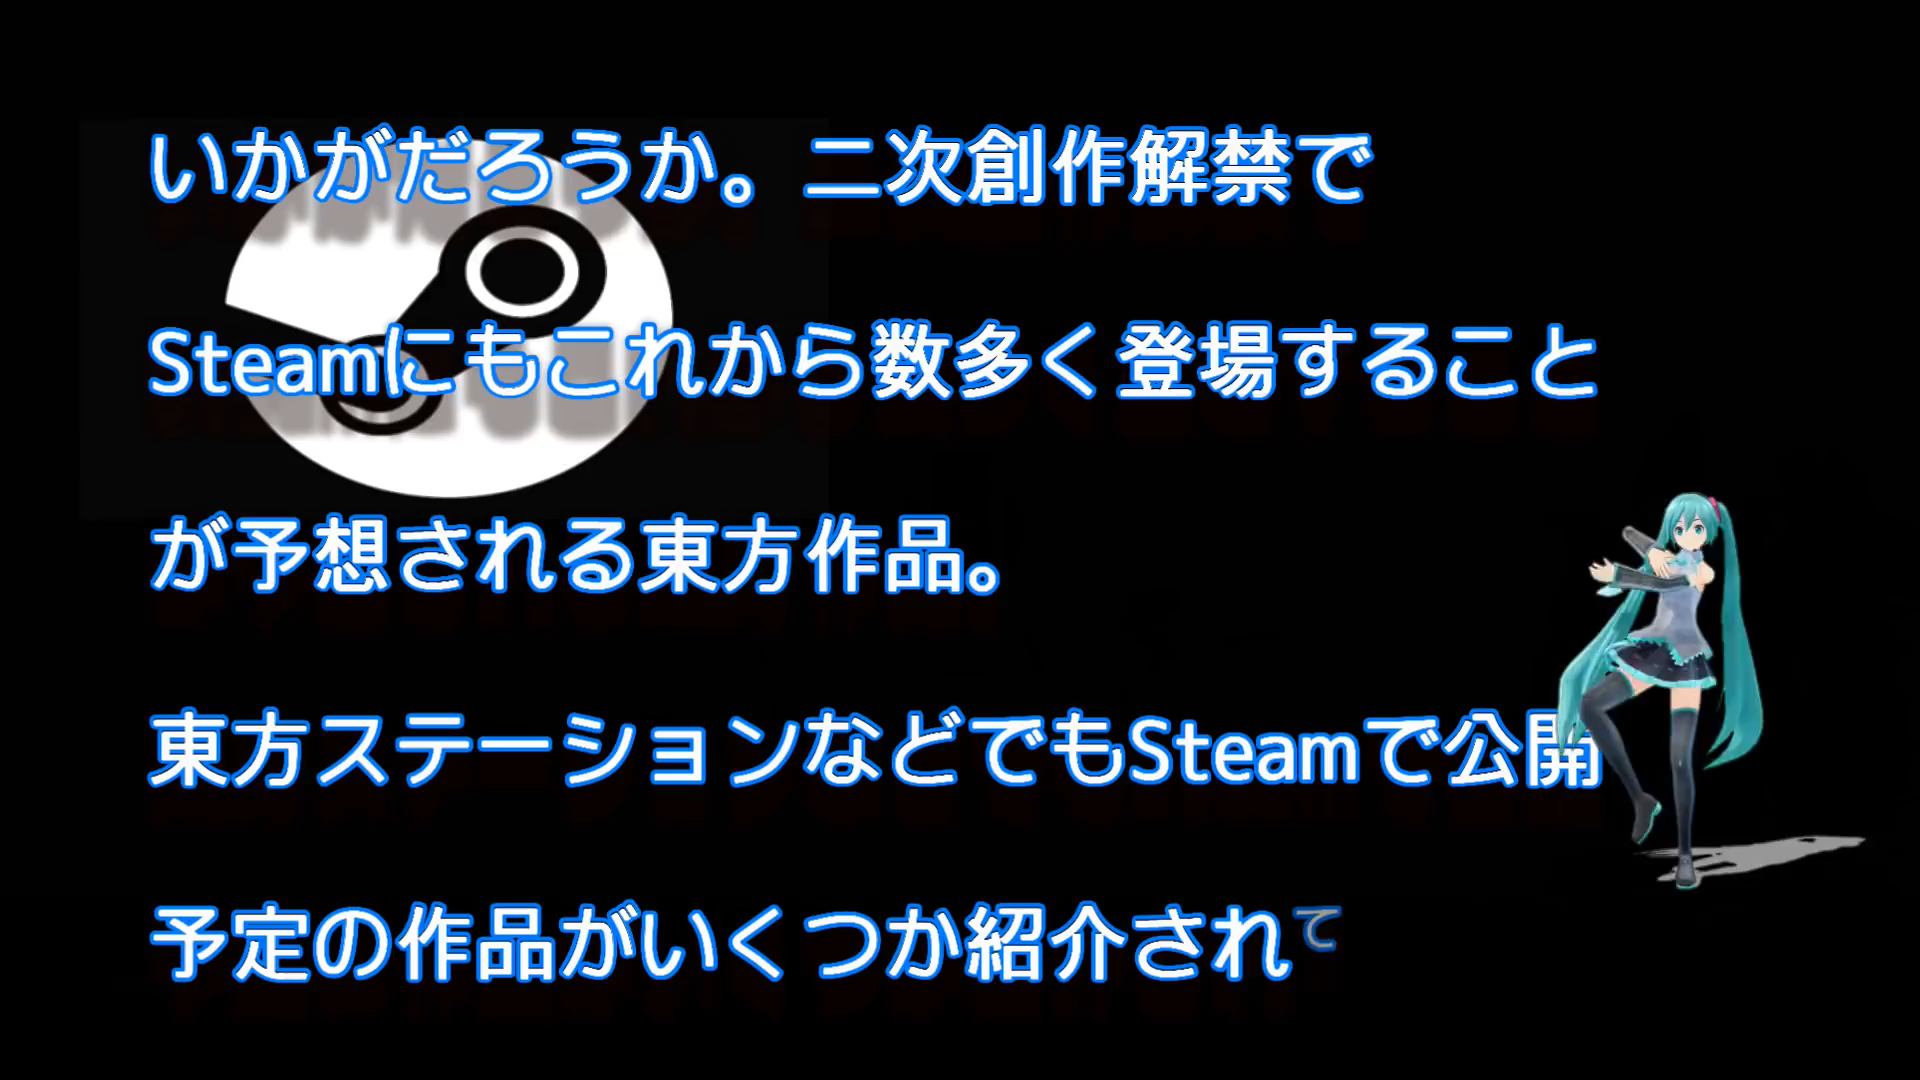 いかがだろうか。二次創作解禁で
Steamにもこれから数多く登場すること
が予想される東方作品。
東方ステーションなどでもSteamで公開
予定の作品がいくつか紹介されて